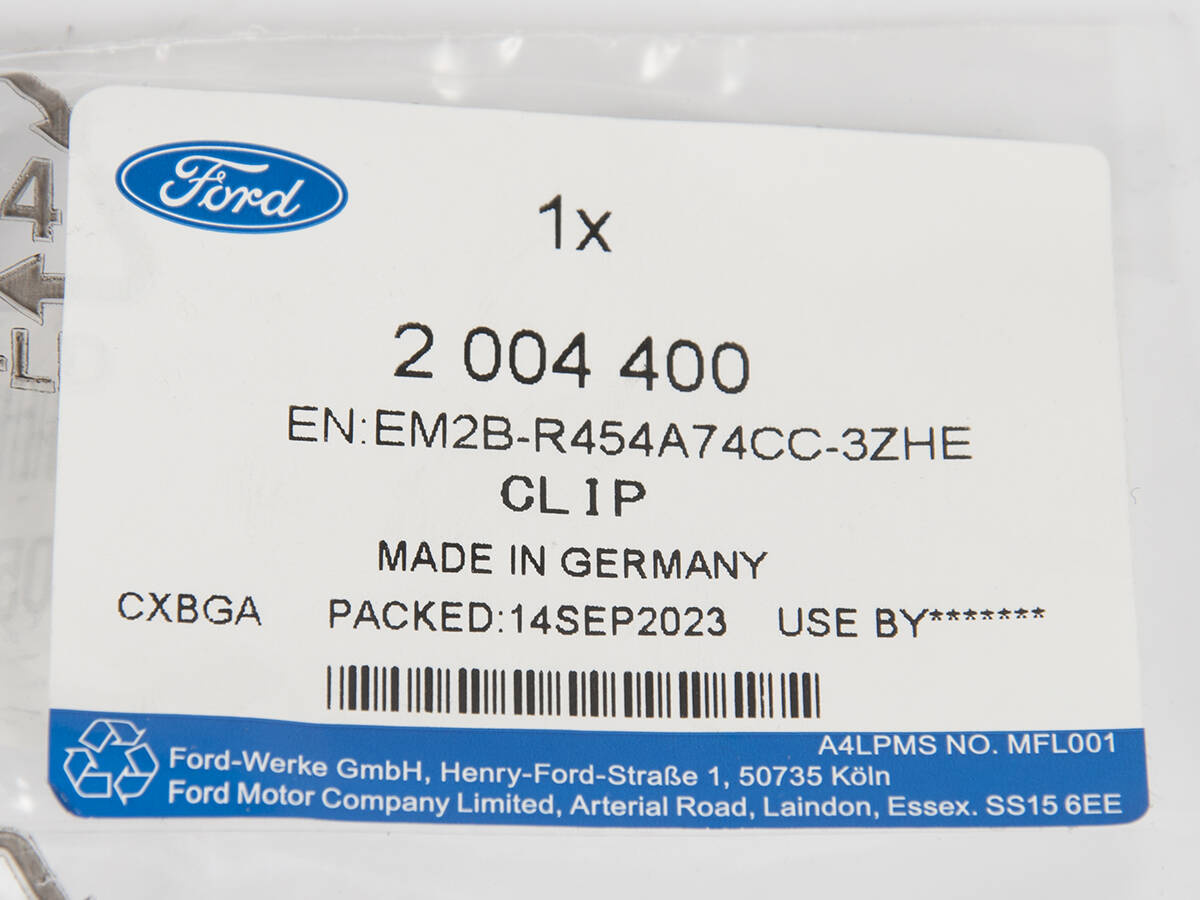 Ford
1x
2 004 400
EN:EM2B-R454A74CC-3ZHE
CLIP
MADE IN GERMANY
CXBGA PACKED:14SEP2023 USE BY*******
A4LPMS NO. MFL001
Ford-Werke GmbH, Henry-Ford-Straße 1, 50735 Köln
Ford Motor Company Limited, Arterial Road, Laindon, Essex. SS15 6EE
4